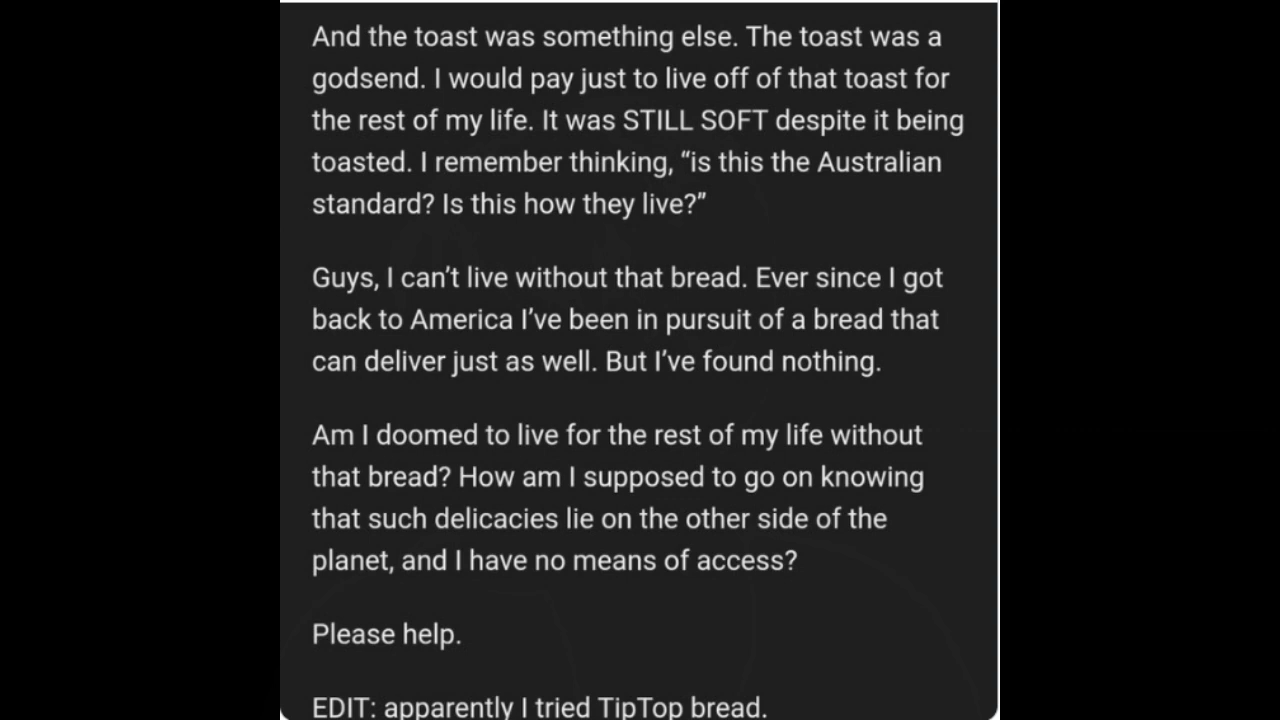 And the toast was something else. The toast was a
godsend. I would pay just to live off of that toast for
the rest of my life. It was STILL SOFT despite it being
toasted. I remember thinking, “is this the Australian
standard? Is this how they live?”
Guys, I can’t live without that bread. Ever since I got
back to America I’ve been in pursuit of a bread that
can deliver just as well. But I’ve found nothing.
Am I doomed to live for the rest of my life without
that bread? How am I supposed to go on knowing
that such delicacies lie on the other side of the
planet, and I have no means of access?
Please help.
EDIT: apparently I tried TipTop bread.